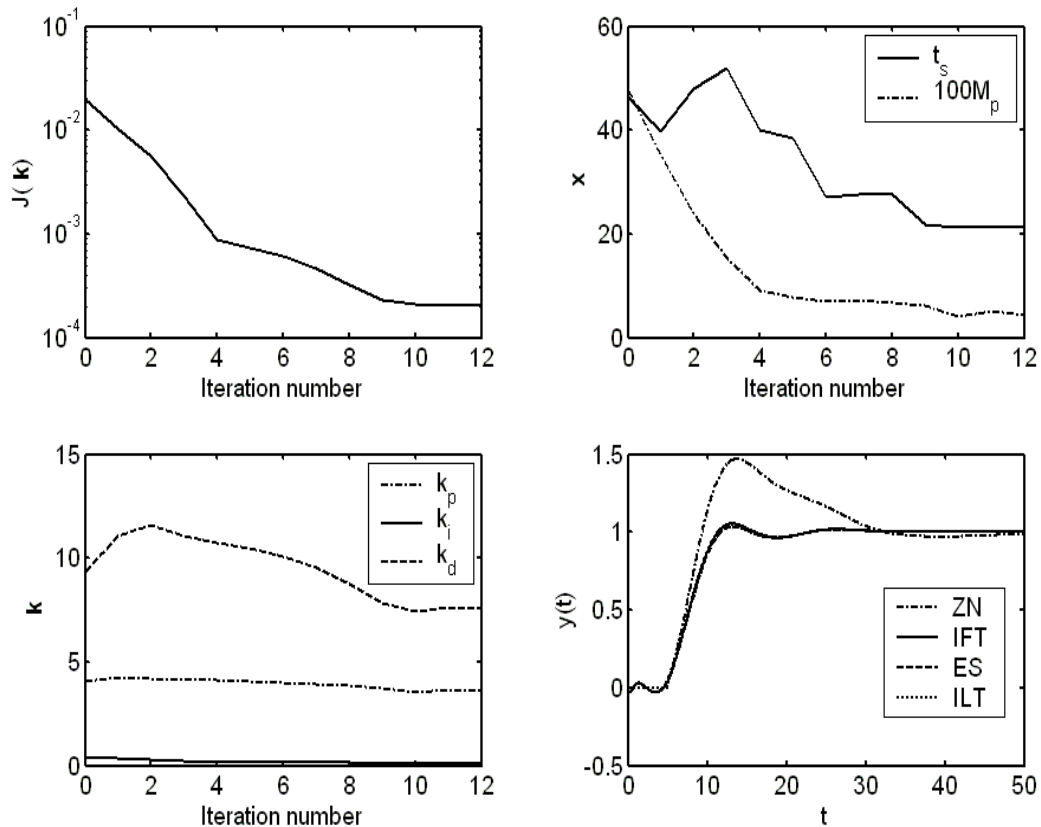 10^-1
10^-2
10^-3
10^-4
J( k)
0 2 4 6 8 10 12
Iteration number
60
40
20
0
x
t_s
100M_p
0 2 4 6 8 10 12
Iteration number
15
10
5
0
k
k_p
k_i
k_d
0 2 4 6 8 10 12
Iteration number
1.5
1
0.5
0
-0.5
y(t)
ZN
IFT
ES
ILT
0 10 20 30 40 50
t